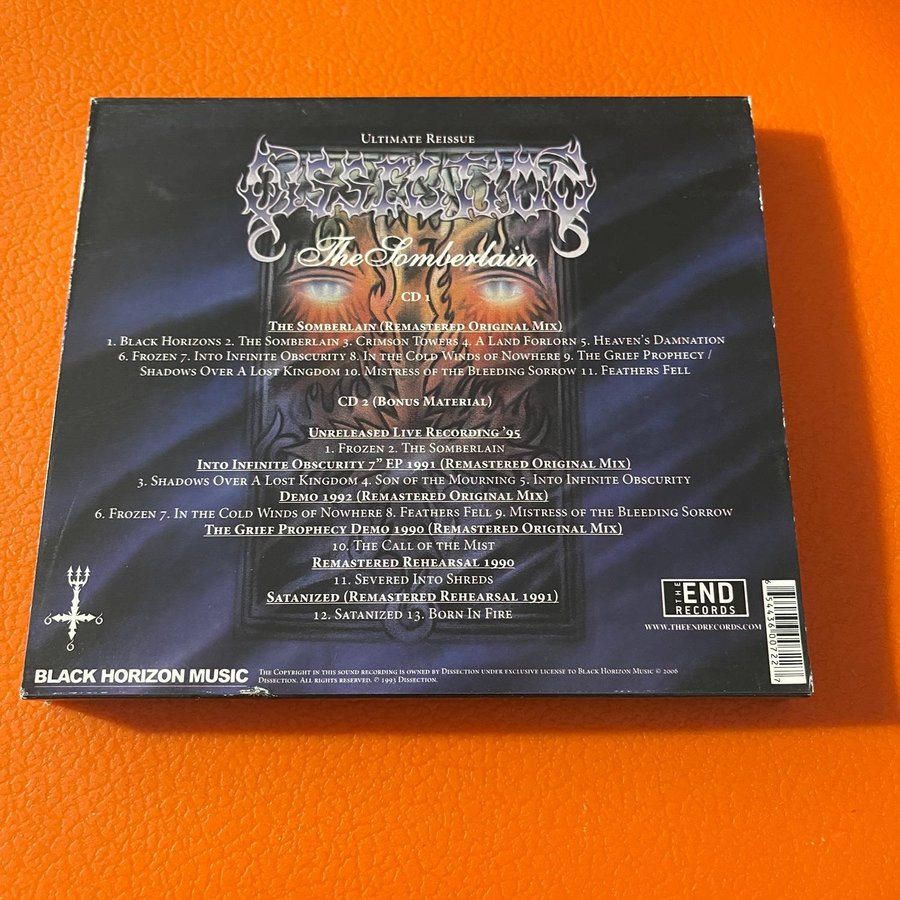 Ultimate Reissue
Dissection
The Somberlain
CD 1
The Somberlain (Remastered Original Mix)
1. Black Horizons 2. The Somberlain 3. Crimson Towers 4. A Land Forlorn 5. Heaven's Damnation
6. Frozen 7. Into Infinite Obscurity 8. In the Cold Winds of Nowhere 9. The Grief Prophecy /
Shadows Over A Lost Kingdom 10. Mistress of the Bleeding Sorrow 11. Feathers Fell
CD 2 (Bonus Material)
Unreleased Live Recording '95
1. Frozen 2. The Somberlain
Into Infinite Obscurity 7" EP 1991 (Remastered Original Mix)
3. Shadows Over A Lost Kingdom 4. Son of the Mourning 5. Into Infinite Obscurity
Demo 1992 (Remastered Original Mix)
6. Frozen 7. In the Cold Winds of Nowhere 8. Feathers Fell 9. Mistress of the Bleeding Sorrow
The Grief Prophecy Demo 1990 (Remastered Original Mix)
10. The Call of the Mist
Remastered Rehearsal 1990
11. Severed Into Shreds
Satanized (Remastered Rehearsal 1991)
12. Satanized 13. Born In Fire
THE END
RECORDS
www.theendrecords.com
6 54436 00722 7
BLACK HORIZON MUSIC
The Copyright in this sound recording is owned by Dissection under exclusive license to Black Horizon Music © 2006
Dissection. All rights reserved. ℗ 1993 Dissection.